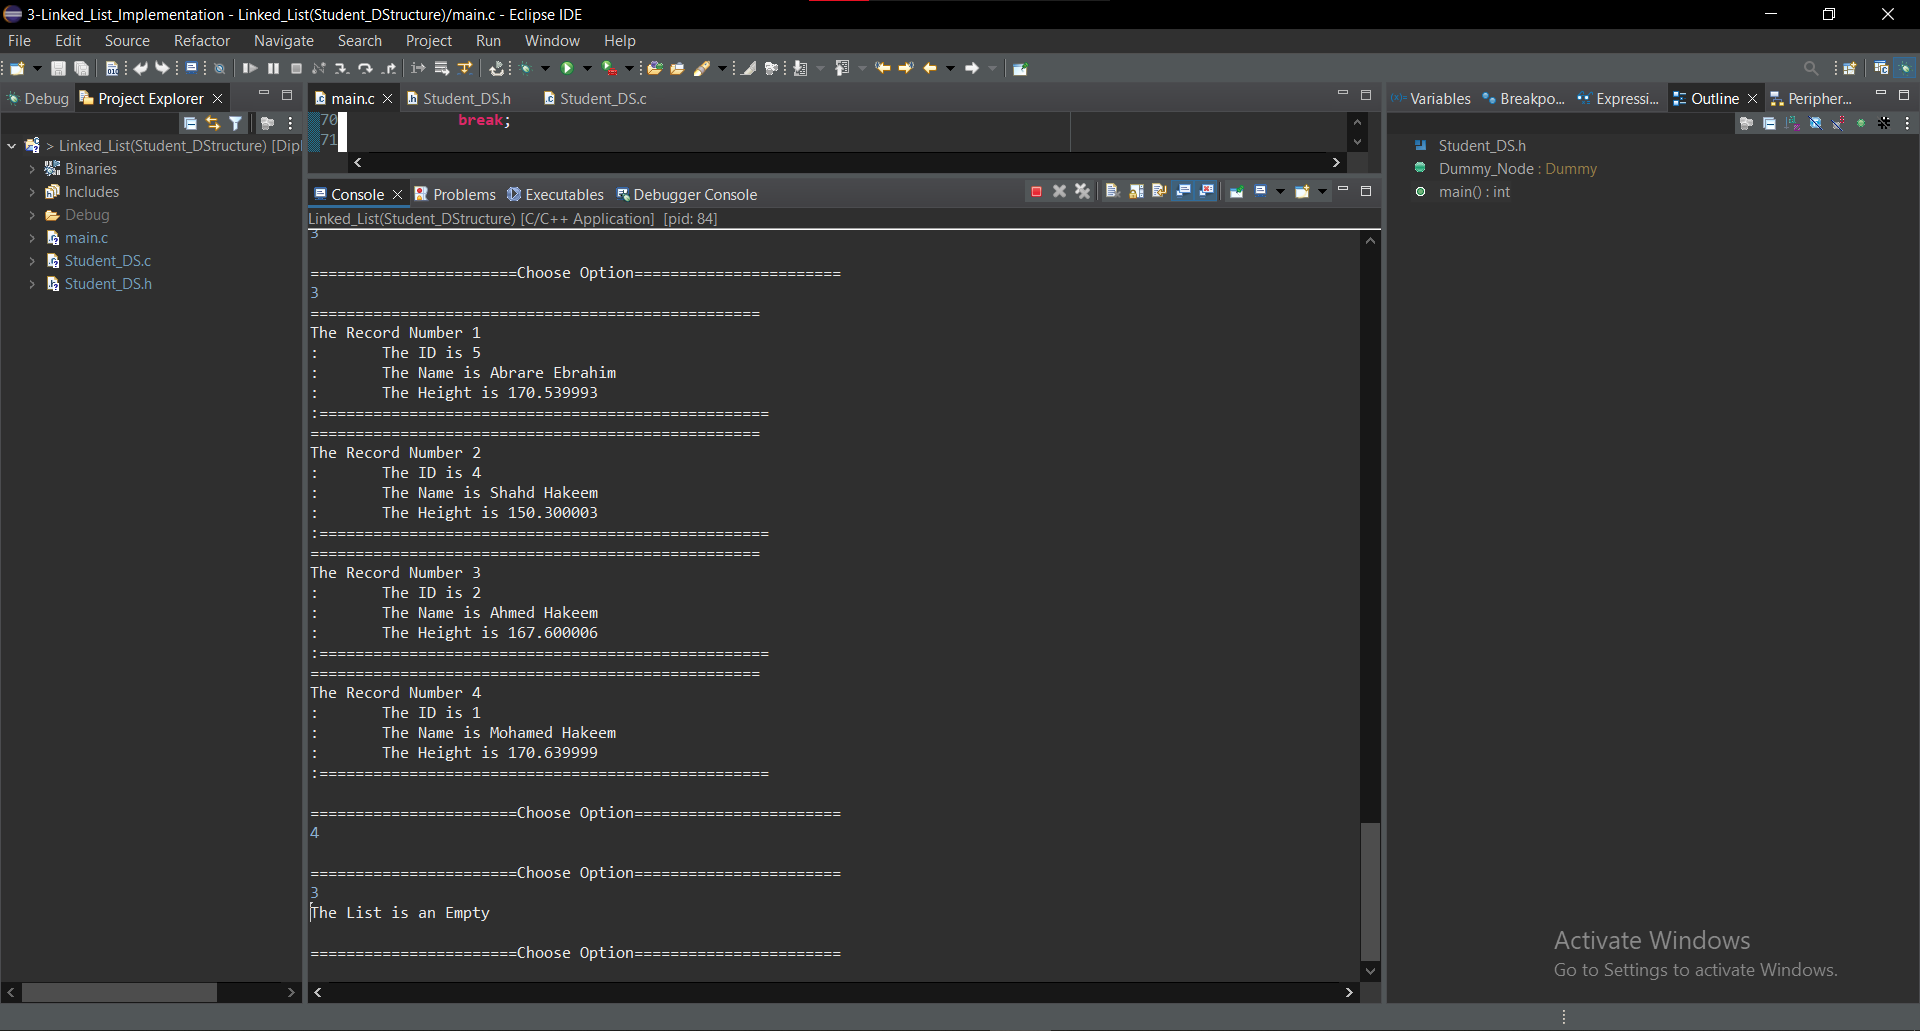 3-Linked_List_Implementation - Linked_List(Student_DStructure)/main.c - Eclipse IDE
File Edit Source Refactor Navigate Search Project Run Window Help
Debug Project Explorer
> Linked_List(Student_DStructure) [Dipl
Binaries
Includes
Debug
main.c
Student_DS.c
Student_DS.h
main.c Student_DS.h Student_DS.c
70 break;
71
Console Problems Executables Debugger Console
Linked_List(Student_DStructure) [C/C++ Application] [pid: 84]
3
=======================Choose Option=======================
3
==================================================
The Record Number 1
: The ID is 5
: The Name is Abrare Ebrahim
: The Height is 170.539993
:==================================================
==================================================
The Record Number 2
: The ID is 4
: The Name is Shahd Hakeem
: The Height is 150.300003
:==================================================
==================================================
The Record Number 3
: The ID is 2
: The Name is Ahmed Hakeem
: The Height is 167.600006
:==================================================
==================================================
The Record Number 4
: The ID is 1
: The Name is Mohamed Hakeem
: The Height is 170.639999
:==================================================
=======================Choose Option=======================
4
=======================Choose Option=======================
3
The List is an Empty
=======================Choose Option=======================
Variables Breakpo... Expressi... Outline Peripher...
Student_DS.h
Dummy_Node : Dummy
main() : int
Activate Windows
Go to Settings to activate Windows.